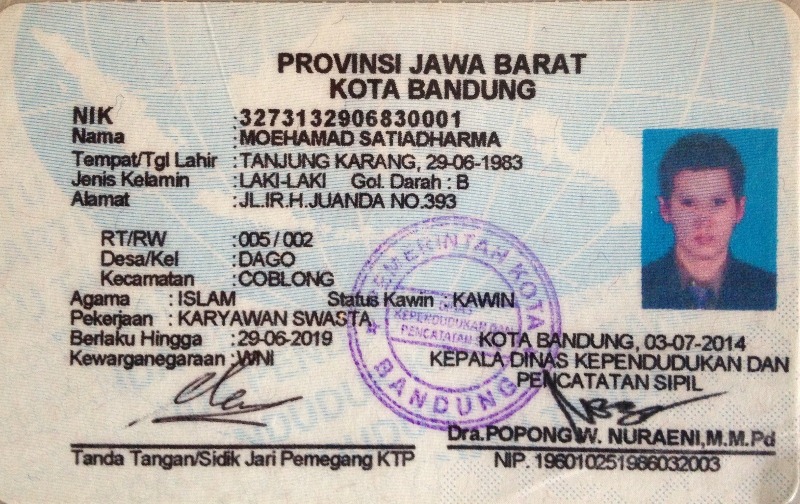 PROVINSI JAWA BARAT
KOTA BANDUNG
NIK :3273132906830001
Nama :MOEHAMAD SATIADHARMA
Tempat/Tgl Lahir :TANJUNG KARANG, 29-06-1983
Jenis Kelamin :LAKI-LAKI Gol. Darah : B
Alamat :JL.IR.H.JUANDA NO.393
RT/RW :005 / 002
Desa/Kel :DAGO
Kecamatan :COBLONG
Agama : ISLAM Status Kawin : KAWIN
Pekerjaan : KARYAWAN SWASTA
Berlaku Hingga :29-06-2019
Kewarganegaraan :WNI
PEMERINTAH KOTA
DINAS
KEPENDUDUKAN DAN
PENCATATAN
BANDUNG
KOTA BANDUNG, 03-07-2014
KEPALA DINAS KEPENDUDUKAN DAN
PENCATATAN SIPIL
Dra.POPONG W. NURAENI,M.M.Pd
NIP. 196010251986032003
Tanda Tangan/Sidik Jari Pemegang KTP